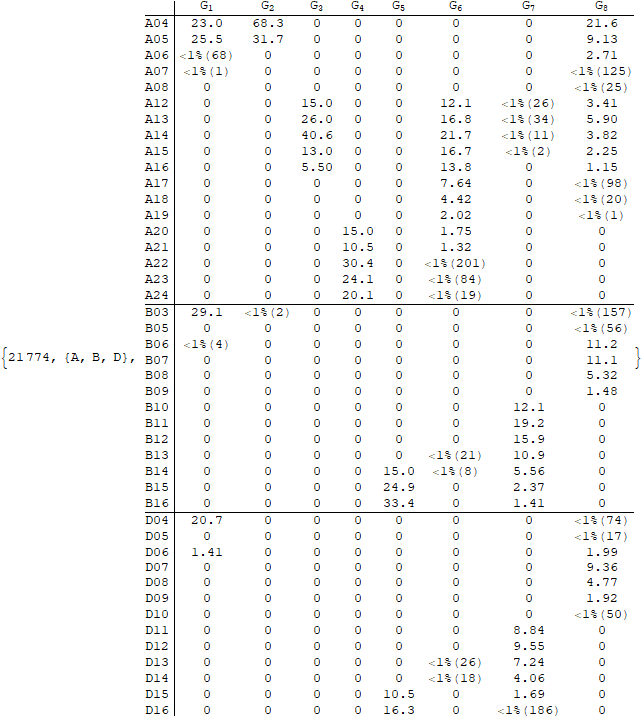 G₁ G₂ G₃ G₄ G₅ G₆ G₇ G₈
A04 23.0 68.3 0 0 0 0 0 21.6
A05 25.5 31.7 0 0 0 0 0 9.13
A06 <1%(68) 0 0 0 0 0 0 2.71
A07 <1%(1) 0 0 0 0 0 0 <1%(125)
A08 0 0 0 0 0 0 0 <1%(25)
A12 0 0 15.0 0 0 12.1 <1%(26) 3.41
A13 0 0 26.0 0 0 16.8 <1%(34) 5.90
A14 0 0 40.6 0 0 21.7 <1%(11) 3.82
A15 0 0 13.0 0 0 16.7 <1%(2) 2.25
A16 0 0 5.50 0 0 13.8 0 1.15
A17 0 0 0 0 0 7.64 0 <1%(98)
A18 0 0 0 0 0 4.42 0 <1%(20)
A19 0 0 0 0 0 2.02 0 <1%(1)
A20 0 0 0 15.0 0 1.75 0 0
A21 0 0 0 10.5 0 1.32 0 0
A22 0 0 0 30.4 0 <1%(201) 0 0
A23 0 0 0 24.1 0 <1%(84) 0 0
A24 0 0 0 20.1 0 <1%(19) 0 0
B03 29.1 <1%(2) 0 0 0 0 0 <1%(157)
B05 0 0 0 0 0 0 0 <1%(56)
B06 <1%(4) 0 0 0 0 0 0 11.2
{21774, {A, B, D}, B07 0 0 0 0 0 0 0 11.1 }
B08 0 0 0 0 0 0 0 5.32
B09 0 0 0 0 0 0 0 1.48
B10 0 0 0 0 0 0 12.1 0
B11 0 0 0 0 0 0 19.2 0
B12 0 0 0 0 0 0 15.9 0
B13 0 0 0 0 0 <1%(21) 10.9 0
B14 0 0 0 0 15.0 <1%(8) 5.56 0
B15 0 0 0 0 24.9 0 2.37 0
B16 0 0 0 0 33.4 0 1.41 0
D04 20.7 0 0 0 0 0 0 <1%(74)
D05 0 0 0 0 0 0 0 <1%(17)
D06 1.41 0 0 0 0 0 0 1.99
D07 0 0 0 0 0 0 0 9.36
D08 0 0 0 0 0 0 0 4.77
D09 0 0 0 0 0 0 0 1.92
D10 0 0 0 0 0 0 0 <1%(50)
D11 0 0 0 0 0 0 8.84 0
D12 0 0 0 0 0 0 9.55 0
D13 0 0 0 0 0 <1%(26) 7.24 0
D14 0 0 0 0 0 <1%(18) 4.06 0
D15 0 0 0 0 10.5 0 1.69 0
D16 0 0 0 0 16.3 0 <1%(186) 0